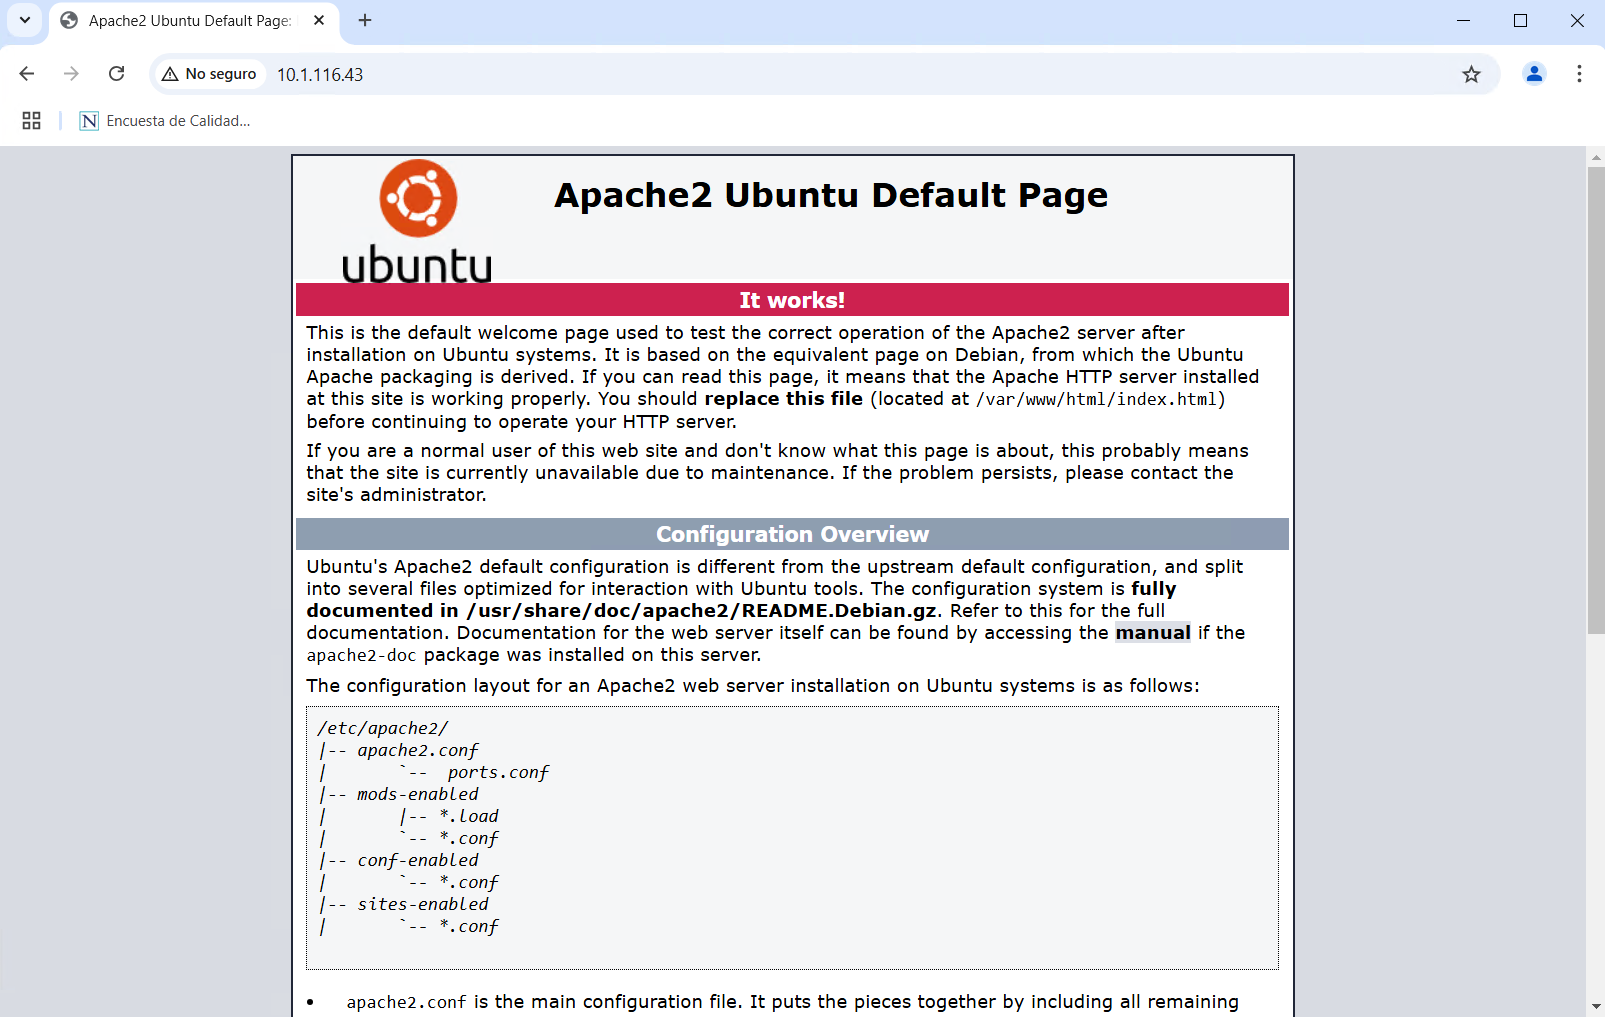 Apache2 Ubuntu Default Page:
No seguro
10.1.116.43
N Encuesta de Calidad...
ubuntu
Apache2 Ubuntu Default Page
It works!
This is the default welcome page used to test the correct operation of the Apache2 server after
installation on Ubuntu systems. It is based on the equivalent page on Debian, from which the Ubuntu
Apache packaging is derived. If you can read this page, it means that the Apache HTTP server installed
at this site is working properly. You should replace this file (located at /var/www/html/index.html)
before continuing to operate your HTTP server.
If you are a normal user of this web site and don't know what this page is about, this probably means
that the site is currently unavailable due to maintenance. If the problem persists, please contact the
site's administrator.
Configuration Overview
Ubuntu's Apache2 default configuration is different from the upstream default configuration, and split
into several files optimized for interaction with Ubuntu tools. The configuration system is fully
documented in /usr/share/doc/apache2/README.Debian.gz. Refer to this for the full
documentation. Documentation for the web server itself can be found by accessing the manual if the
apache2-doc package was installed on this server.
The configuration layout for an Apache2 web server installation on Ubuntu systems is as follows:
/etc/apache2/
|-- apache2.conf
|       `--  ports.conf
|-- mods-enabled
|       |-- *.load
|       `-- *.conf
|-- conf-enabled
|       `-- *.conf
|-- sites-enabled
|       `-- *.conf
• apache2.conf is the main configuration file. It puts the pieces together by including all remaining